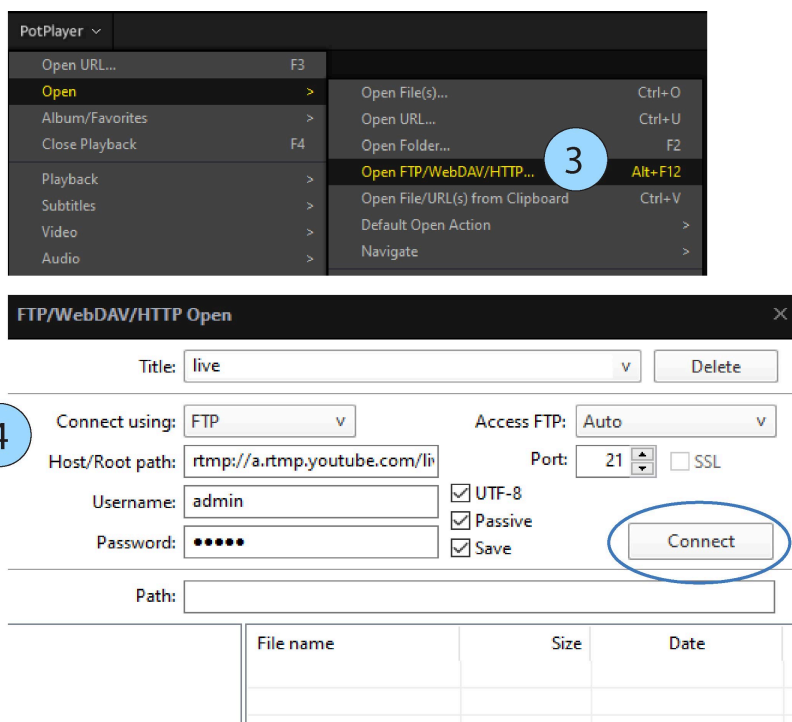 PotPlayer
Open URL... F3
Open >
Album/Favorites >
Close Playback F4
Playback >
Subtitles >
Video >
Audio >
Open File(s)... Ctrl+O
Open URL... Ctrl+U
Open Folder... F2
Open FTP/WebDAV/HTTP... Alt+F12
Open File/URL(s) from Clipboard Ctrl+V
Default Open Action >
Navigate >
3
FTP/WebDAV/HTTP Open
Title: live
Delete
4
Connect using: FTP
Access FTP: Auto
Host/Root path: rtmp://a.rtmp.youtube.com/li
Port: 21
SSL
Username: admin
UTF-8
Passive
Password: •••••
Save
Connect
Path:
File name Size Date